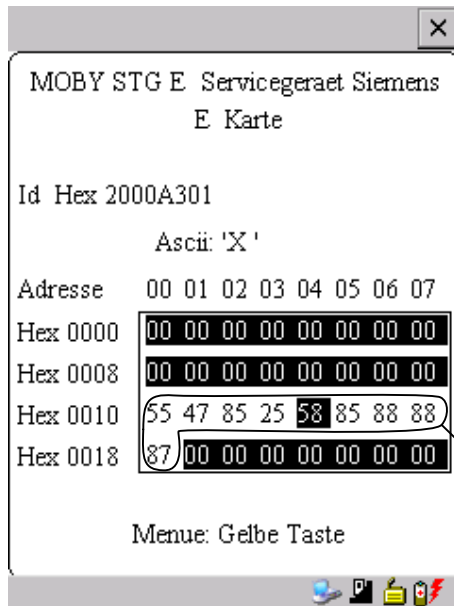 MOBY STG E Servicegeraet Siemens
E Karte
Id Hex 2000A301
Ascii: 'X '
Adresse 00 01 02 03 04 05 06 07
Hex 0000 00 00 00 00 00 00 00 00
Hex 0008 00 00 00 00 00 00 00 00
Hex 0010 55 47 85 25 58 85 88 88
Hex 0018 87 00 00 00 00 00 00 00
Menue: Gelbe Taste